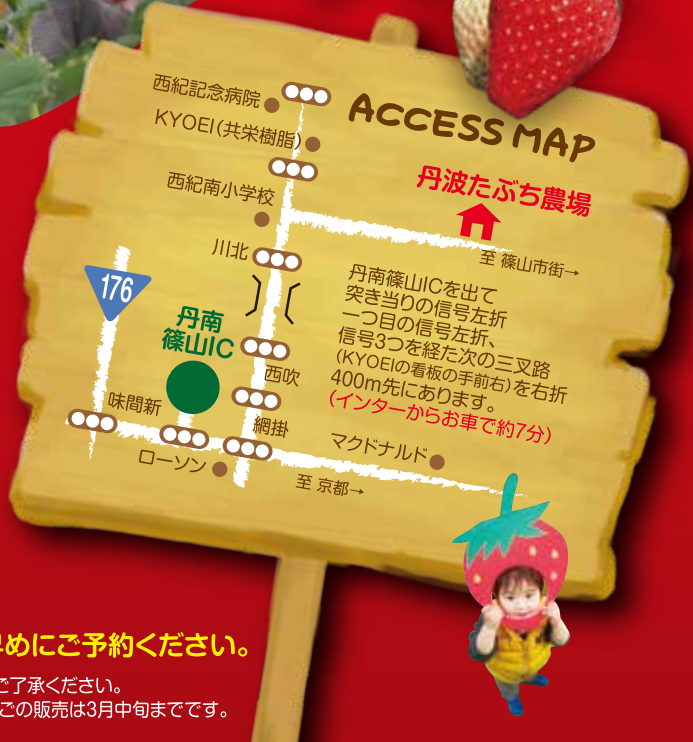 ACCESS MAP
西紀記念病院
KYOEI(共栄樹脂)
西紀南小学校
丹波たぶち農場
至 篠山市街→
川北
176
丹南
篠山IC
西吹
味間新
網掛
ローソン
マクドナルド
至 京都→
丹南篠山ICを出て
突き当りの信号左折
一つ目の信号左折、
信号3つを経た次の三叉路
(KYOEIの看板の手前右)を右折
400m先にあります。
(インターからお車で約7分)
めにご予約ください。
ご了承ください。
ごの販売は3月中旬までです。